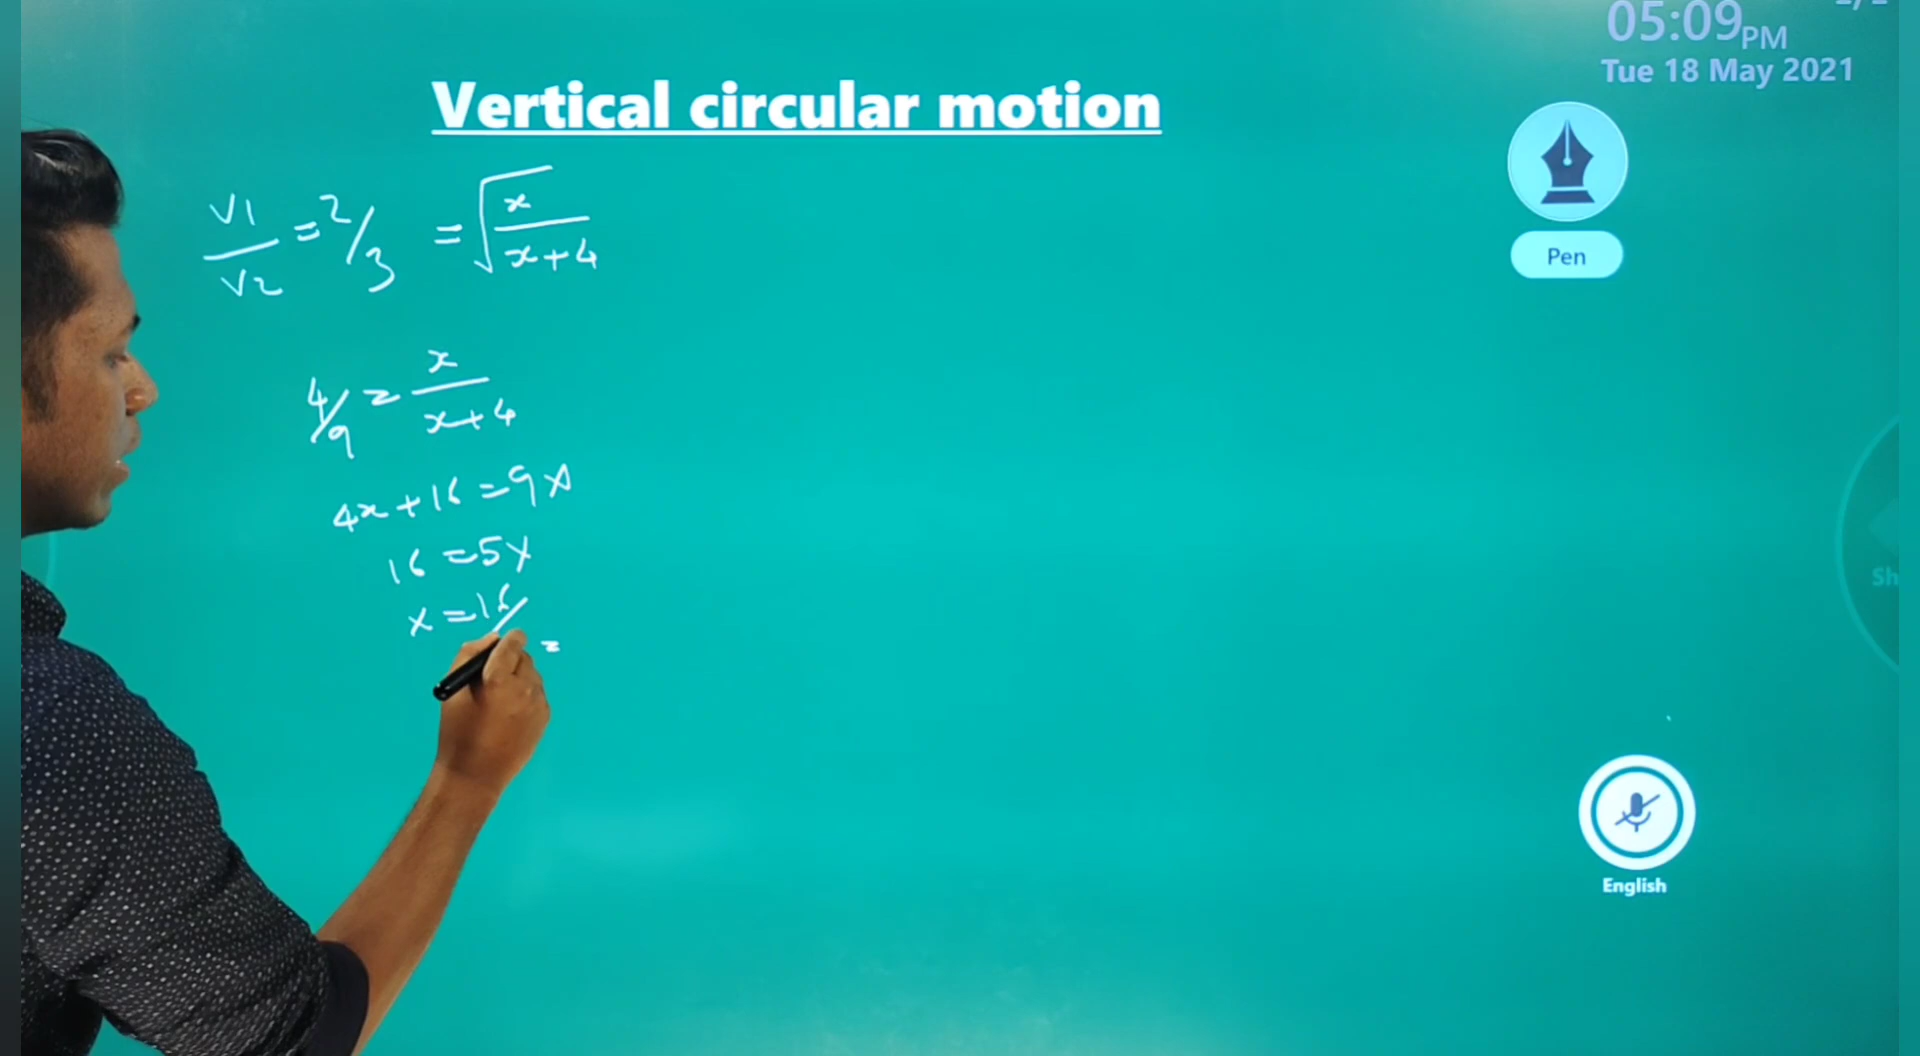 05:09PM
Tue 18 May 2021
Vertical circular motion
V1/V2 = 2/3 = √(x/(x+4))
Pen
4/9 = x/(x+4)
4x+16=9x
16=5x
x=16/
=
Sh
English